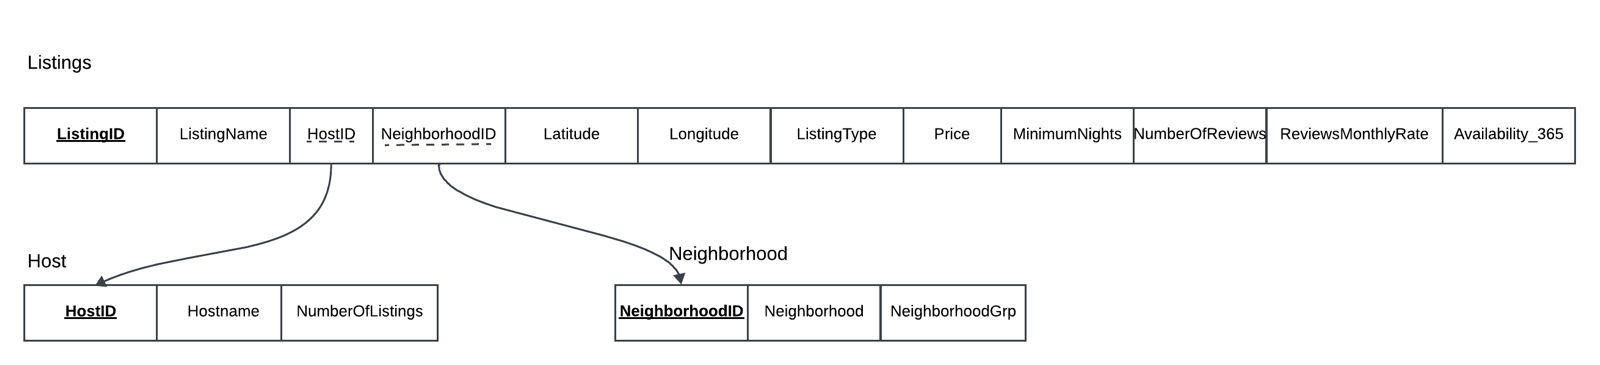 Listings
ListingID ListingName HostID NeighborhoodID Latitude Longitude ListingType Price MinimumNights NumberOfReviews ReviewsMonthlyRate Availability_365
Host Neighborhood
HostID Hostname NumberOfListings NeighborhoodID Neighborhood NeighborhoodGrp